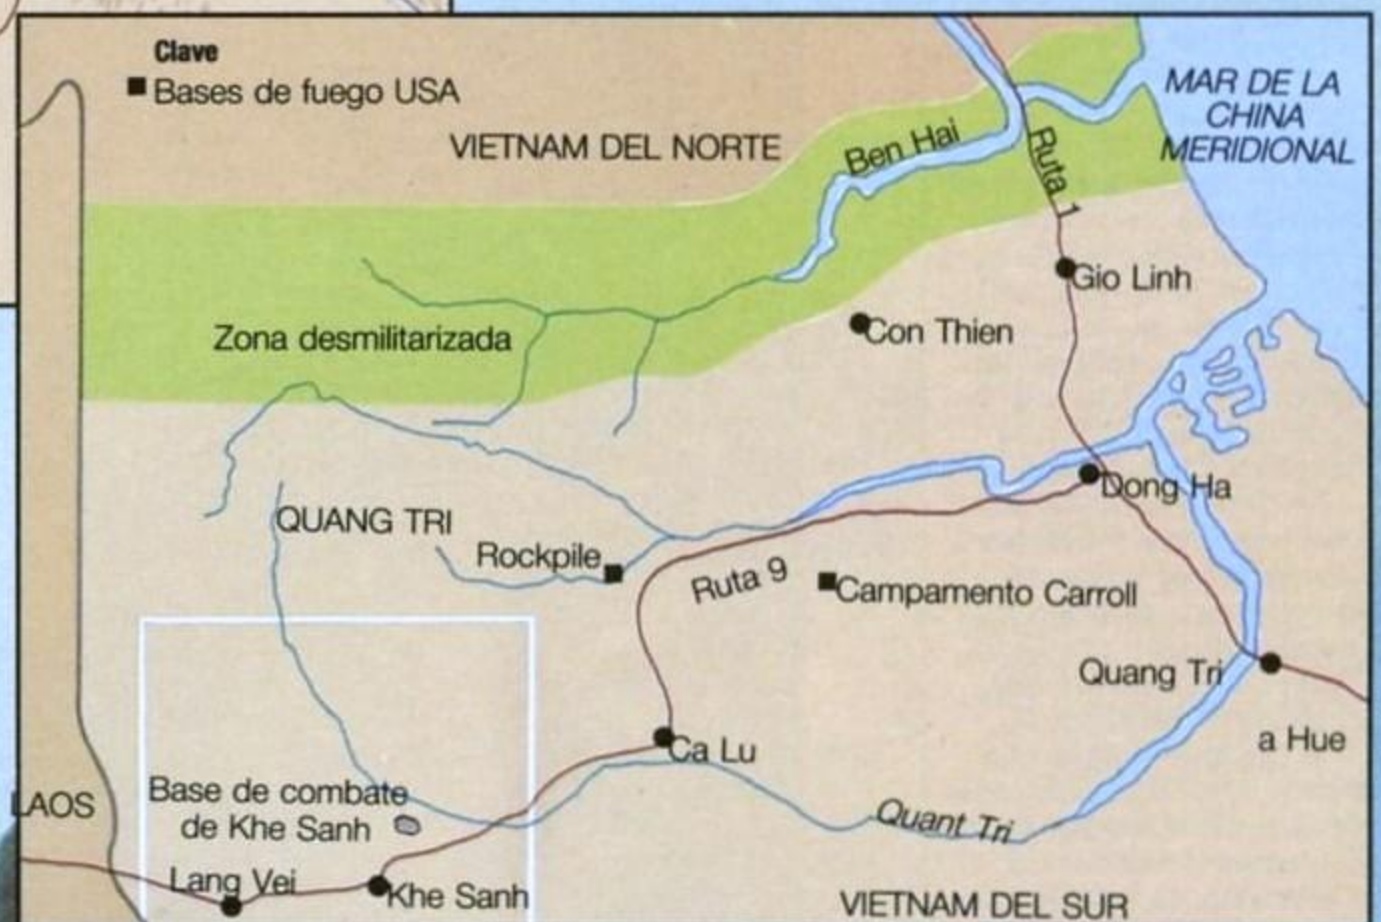 Clave
Bases de fuego USA
VIETNAM DEL NORTE
MAR DE LA
CHINA
MERIDIONAL
Ben Hai
Ruta 1
Gio Linh
Con Thien
Zona desmilitarizada
Dong Ha
QUANG TRI
Rockpile
Ruta 9
Campamento Carroll
Quang Tri
a Hue
Ca Lu
Base de combate
de Khe Sanh
LAOS
Quant Tri
Lang Vei
Khe Sanh
VIETNAM DEL SUR